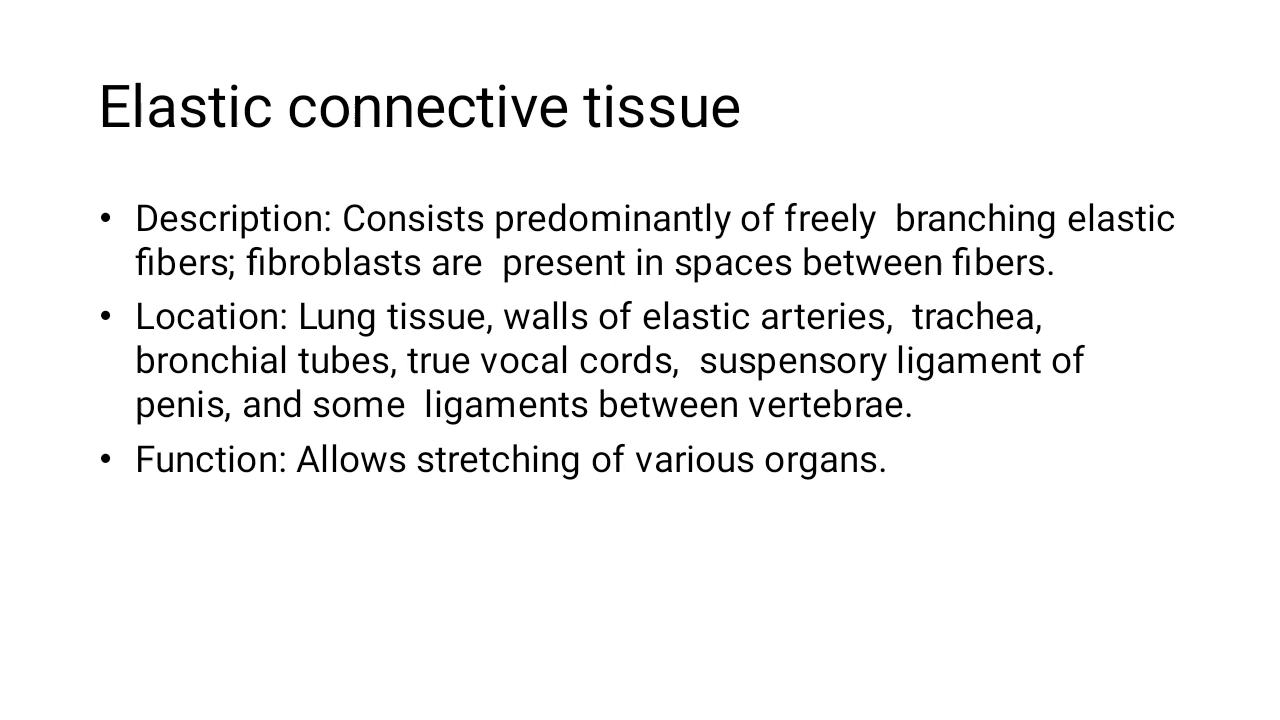 Elastic connective tissue
• Description: Consists predominantly of freely  branching elastic
fibers; fibroblasts are  present in spaces between fibers.
• Location: Lung tissue, walls of elastic arteries,  trachea,
bronchial tubes, true vocal cords,  suspensory ligament of
penis, and some  ligaments between vertebrae.
• Function: Allows stretching of various organs.